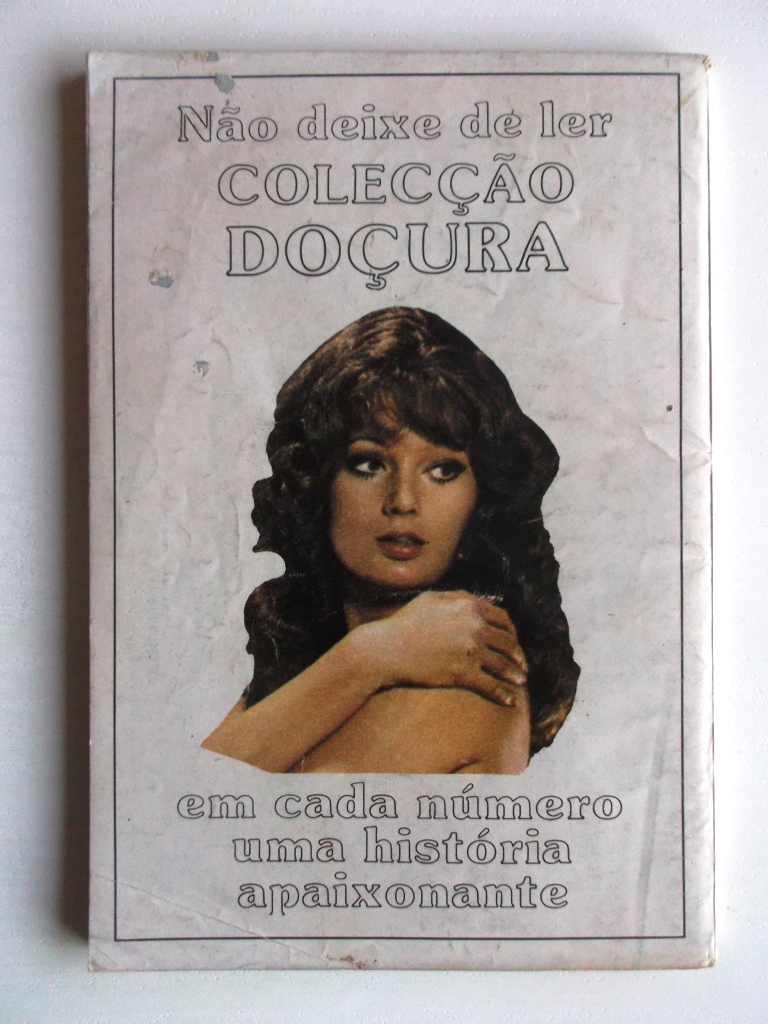 Não deixe de ler
COLECÇÃO
DOÇURA
em cada número
uma história
apaixonante